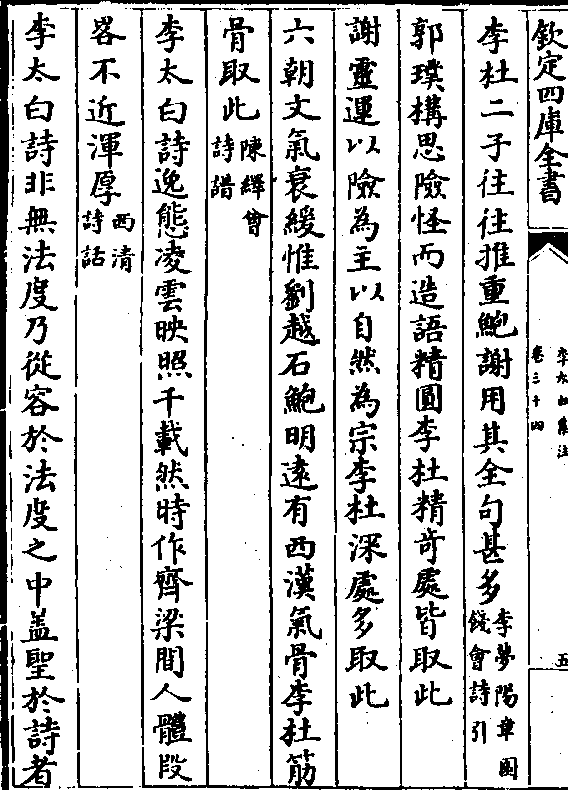 欽定四庫全書
李太白集注
卷三十四
五
李杜二子往往推重鮑謝用其全句甚多李夢陽章園
餞會詩引
郭璞搆思險怪而造語精圓李杜精奇處皆取此
謝靈運以險為主以自然為宗李杜深處多取此
六朝文氣衰緩惟劉越石鮑明逺有西漢氣骨李杜筋
骨取此陳繹曾
詩譜
李太白詩逸態凌雲映照千載然時作齊梁間人體段
畧不近渾厚西清
詩話
李太白詩非無法度乃從容於法度之中葢聖於詩者